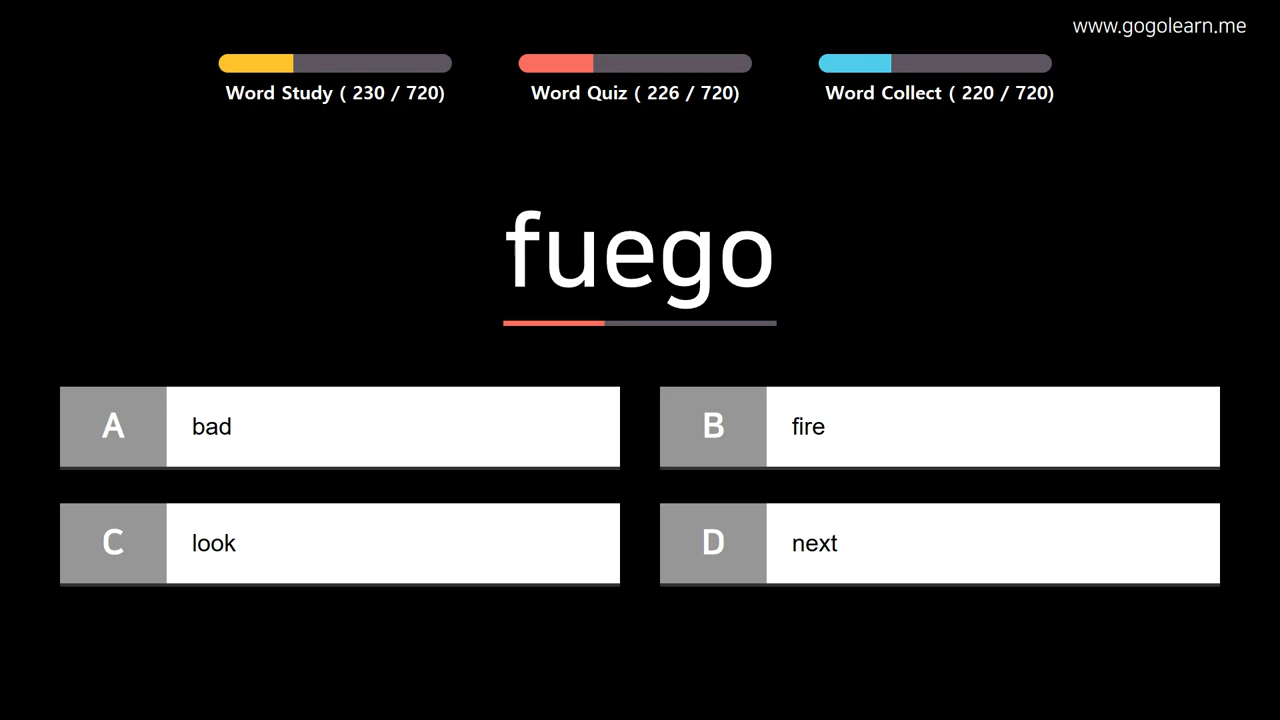 www.gogolearn.me
Word Study ( 230 / 720)
Word Quiz ( 226 / 720)
Word Collect ( 220 / 720)
fuego
A bad
B fire
C look
D next